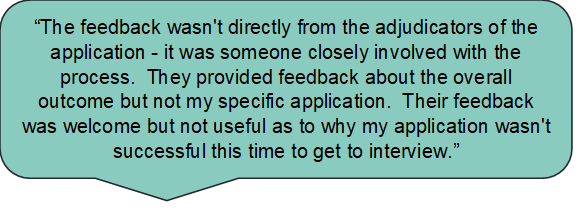 “The feedback wasn't directly from the adjudicators of the
application - it was someone closely involved with the
process.  They provided feedback about the overall
outcome but not my specific application.  Their feedback
was welcome but not useful as to why my application wasn't
successful this time to get to interview.”